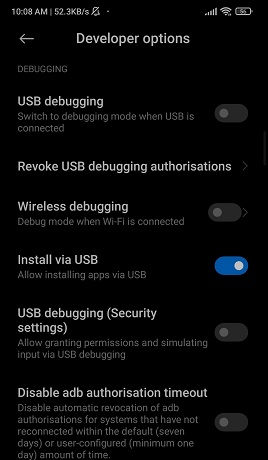 10:08 AM | 52.3KB/s
Developer options
DEBUGGING
USB debugging
Switch to debugging mode when USB is
connected
Revoke USB debugging authorisations
Wireless debugging
Debug mode when Wi-Fi is connected
Install via USB
Allow installing apps via USB
USB debugging (Security
settings)
Allow granting permissions and simulating
input via USB debugging
Disable adb authorisation timeout
Disable automatic revocation of adb
authorisations for systems that have not
reconnected within the default (seven
days) or user-configured (minimum one
day) amount of time.